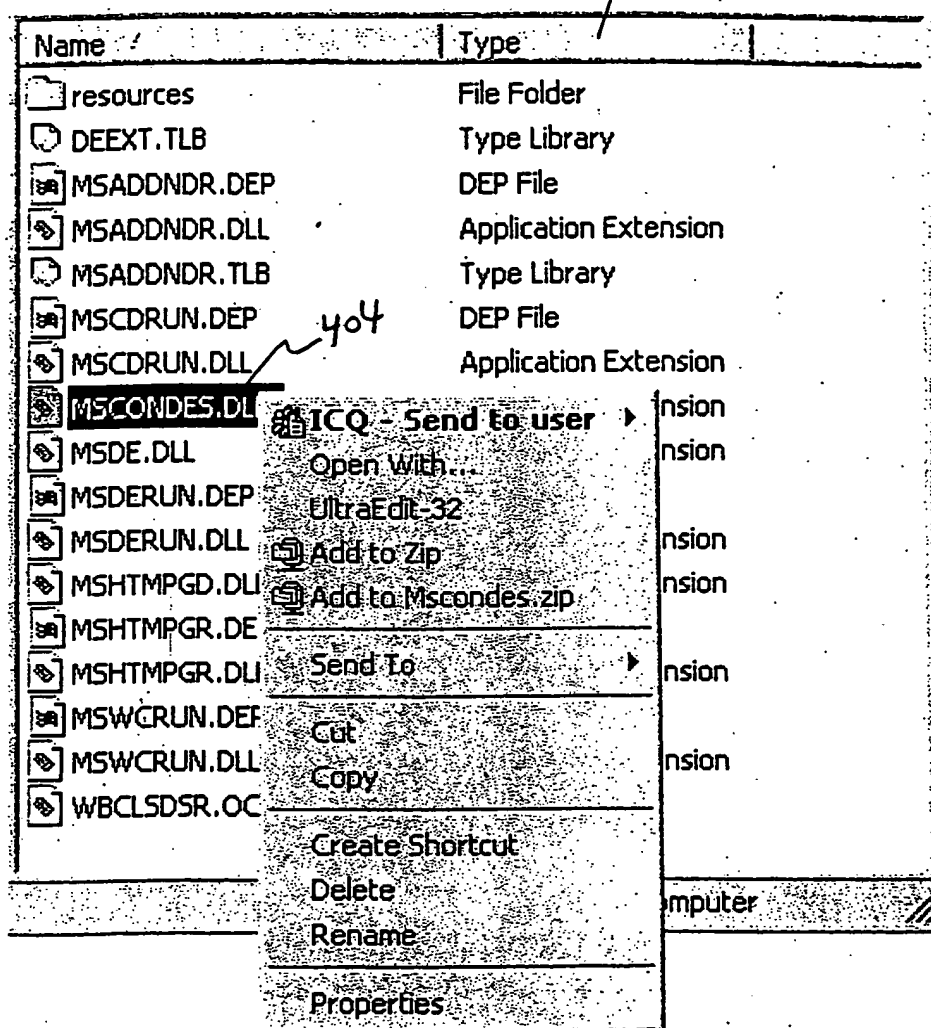 Name Type
resources File Folder
DEEXT.TLB Type Library
MSADDNDR.DEP DEP File
MSADDNDR.DLL Application Extension
MSADDNDR.TLB Type Library
MSCDRUN.DEP DEP File
404
MSCDRUN.DLL Application Extension
MSCONDES.DL nsion
ICQ - Send to user
MSDE.DLL nsion
Open With...
MSDERUN.DEP
UltraEdit-32
MSDERUN.DLL nsion
Add to Zip
MSHTMPGD.DLL nsion
Add to Mscondes.zip
MSHTMPGR.DE
MSHTMPGR.DLL nsion
Send To
MSWCRUN.DEP
Cut
MSWCRUN.DLL nsion
Copy
WBCLSDSR.OC
Create Shortcut
Delete
mputer
Rename
Properties